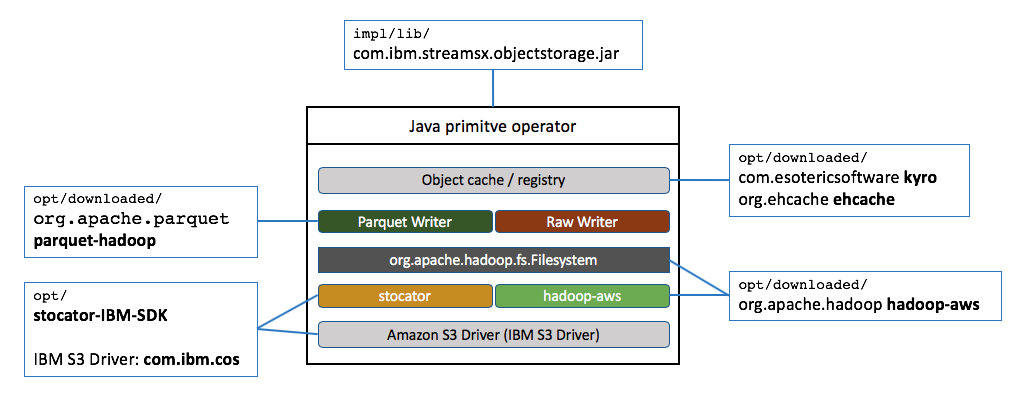 impl/lib/
com.ibm.streamsx.objectstorage.jar
Java primitve operator
Object cache / registry
Parquet Writer
Raw Writer
org.apache.hadoop.fs.Filesystem
stocator
hadoop-aws
Amazon S3 Driver (IBM S3 Driver)
opt/downloaded/
org.apache.parquet
parquet-hadoop
opt/
stocator-IBM-SDK
IBM S3 Driver: com.ibm.cos
opt/downloaded/
com.esotericsoftware kyro
org.ehcache ehcache
opt/downloaded/
org.apache.hadoop hadoop-aws